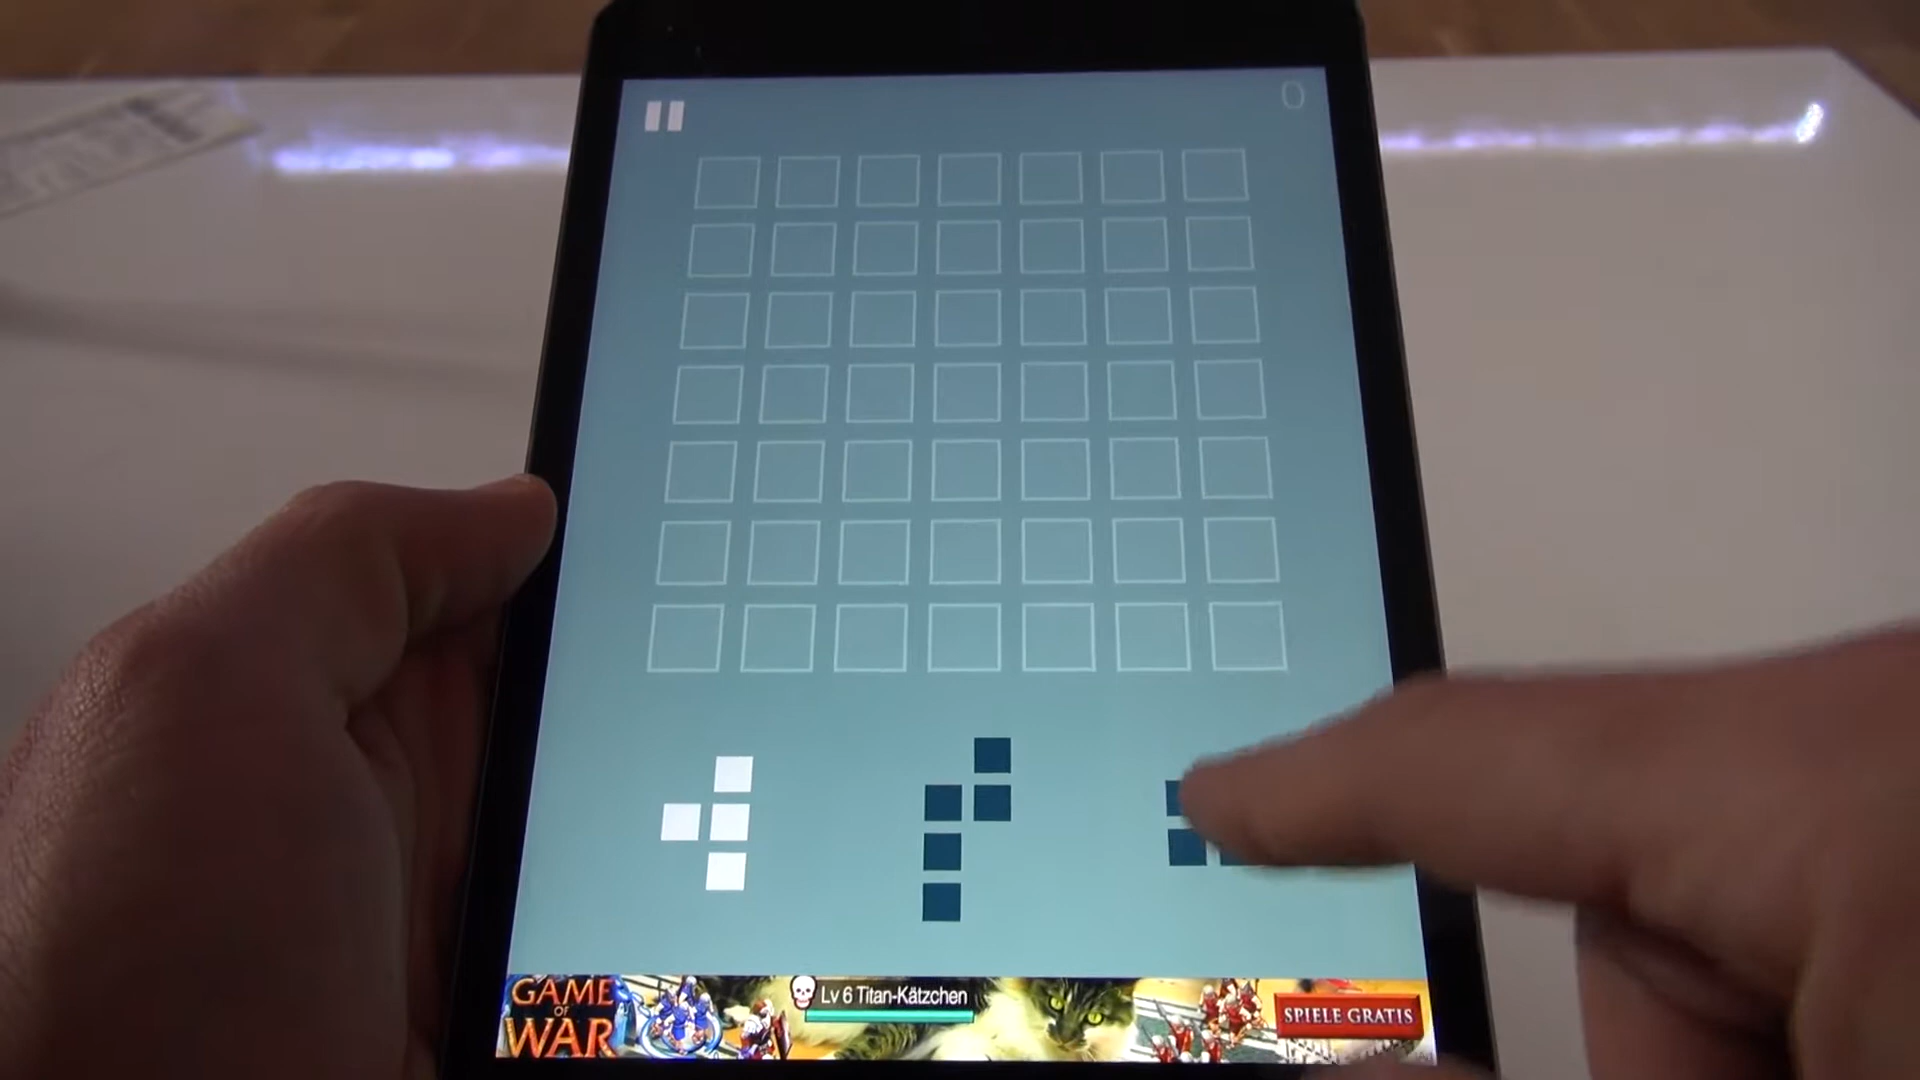 0
GAME
OF
WAR
Lv 6 Titan-Kätzchen
SPIELE GRATIS